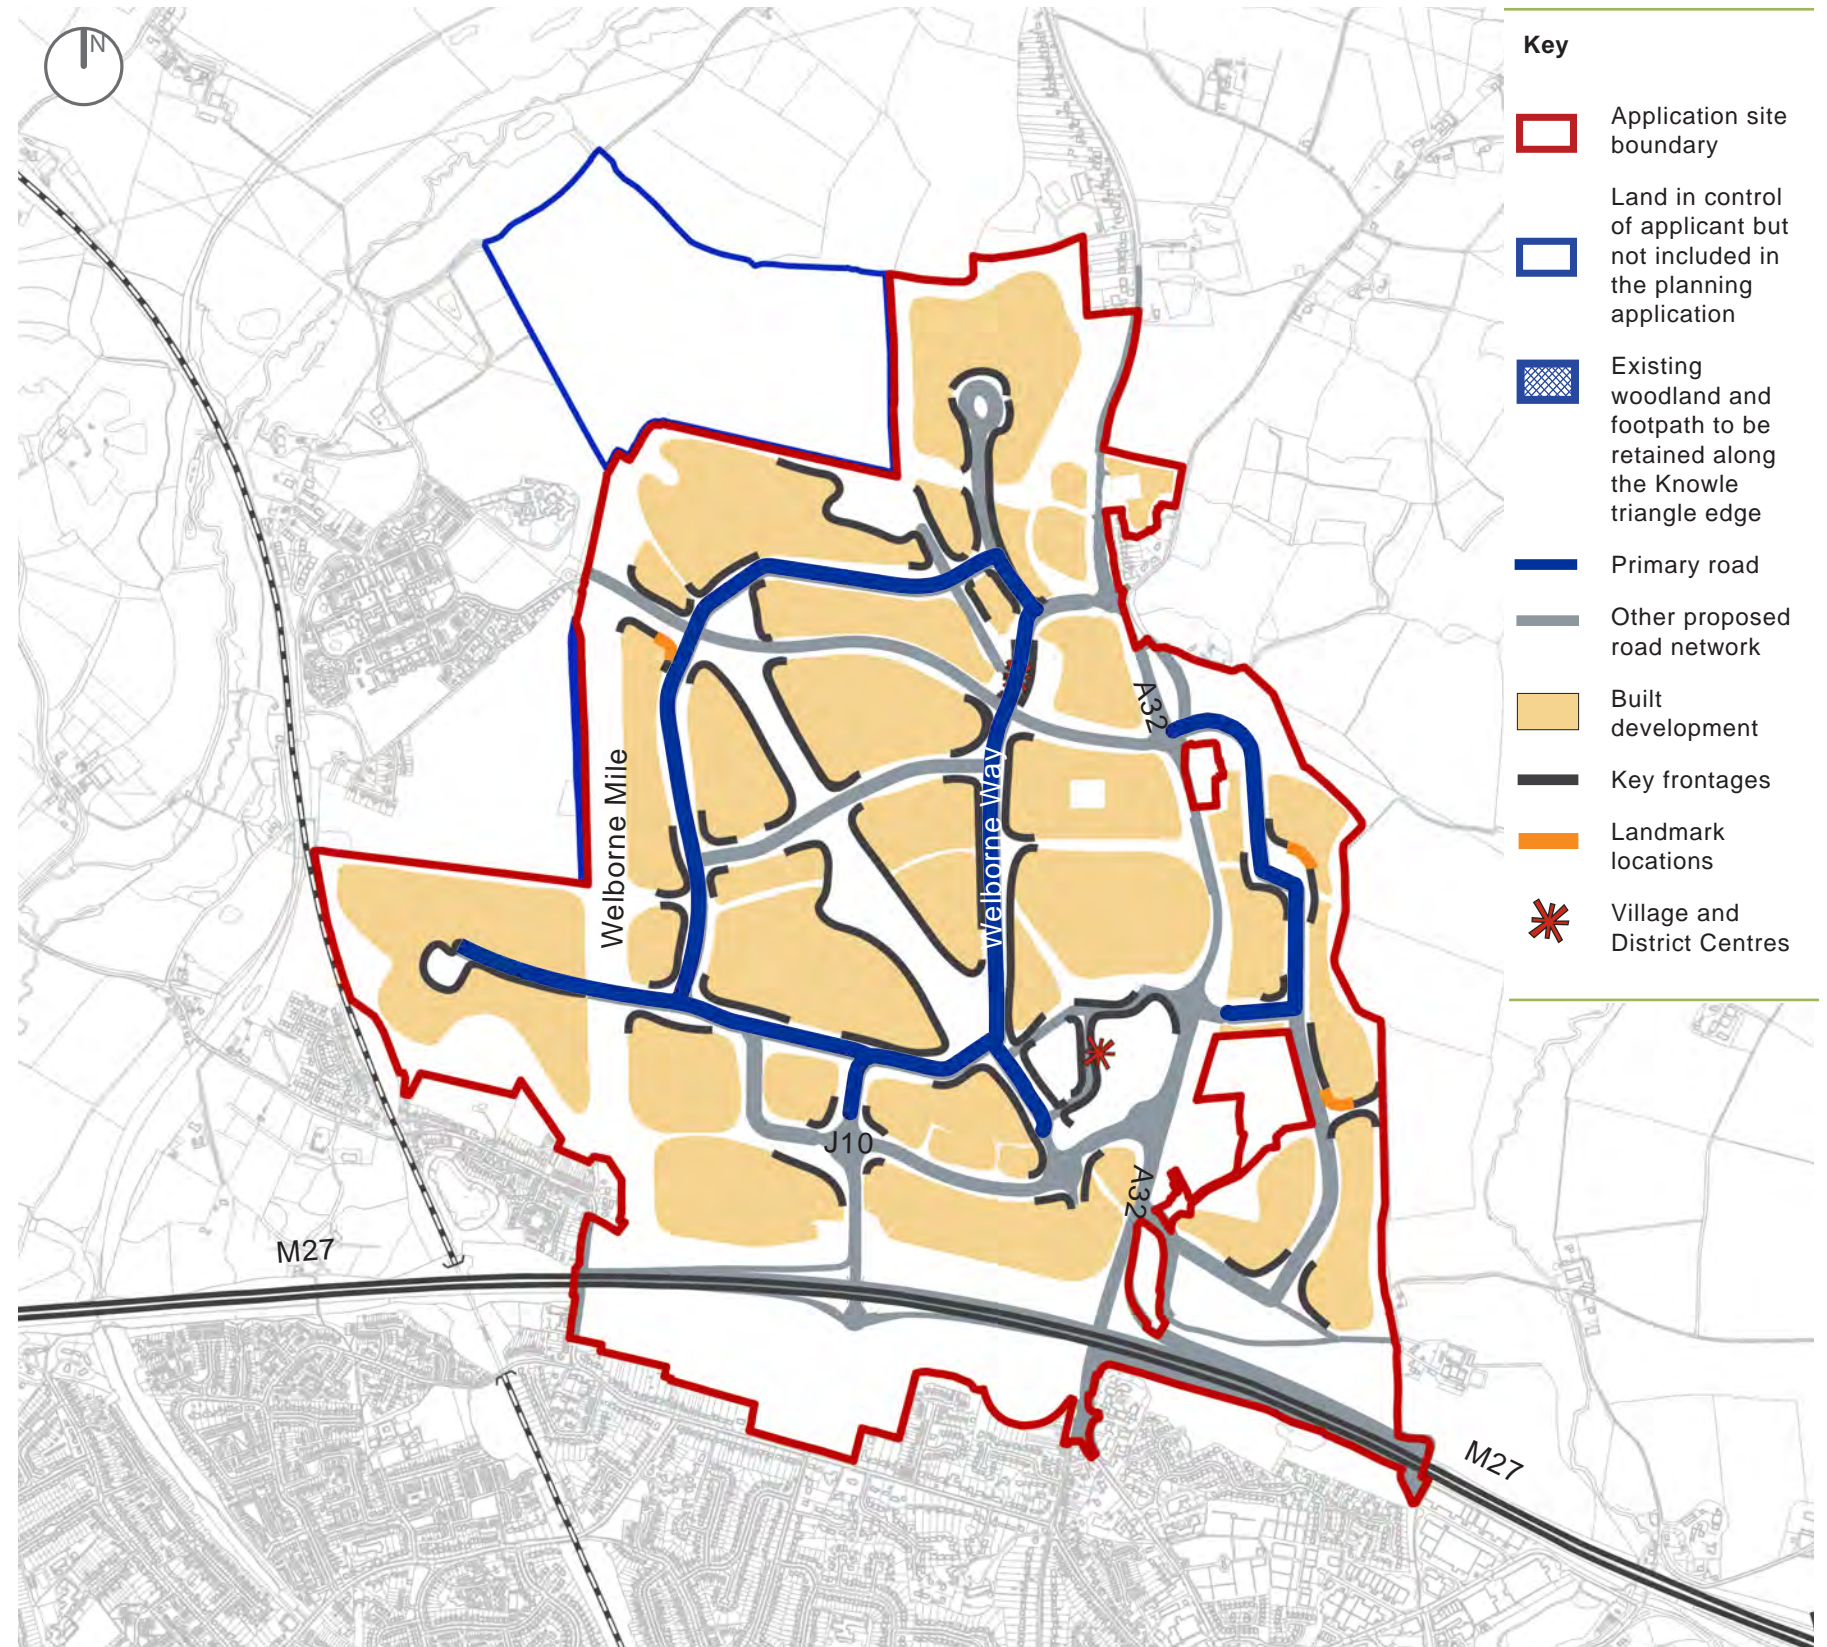 N
Key
Application site
boundary
Land in control
of applicant but
not included in
the planning
application
Existing
woodland and
footpath to be
retained along
the Knowle
triangle edge
Primary road
Other proposed
road network
Built
development
Key frontages
Landmark
locations
Village and
District Centres
A32
Welborne Mile
Welborne Way
J10
A32
M27
M27